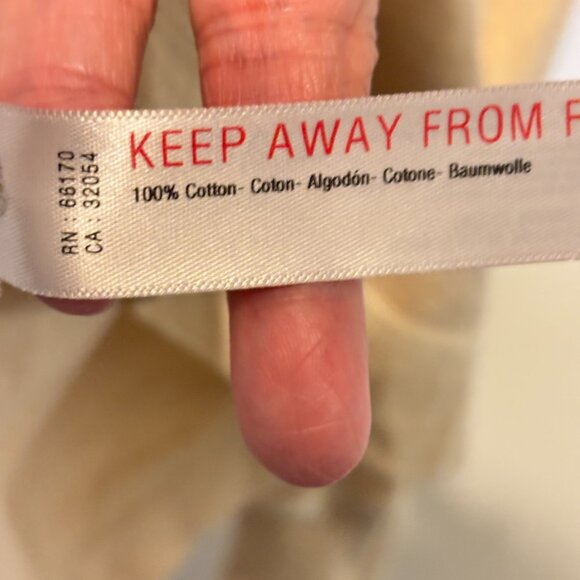 KEEP AWAY FROM F
100% Cotton- Coton- Algodón- Cotone- Baumwolle
RN : 66170
CA : 32054